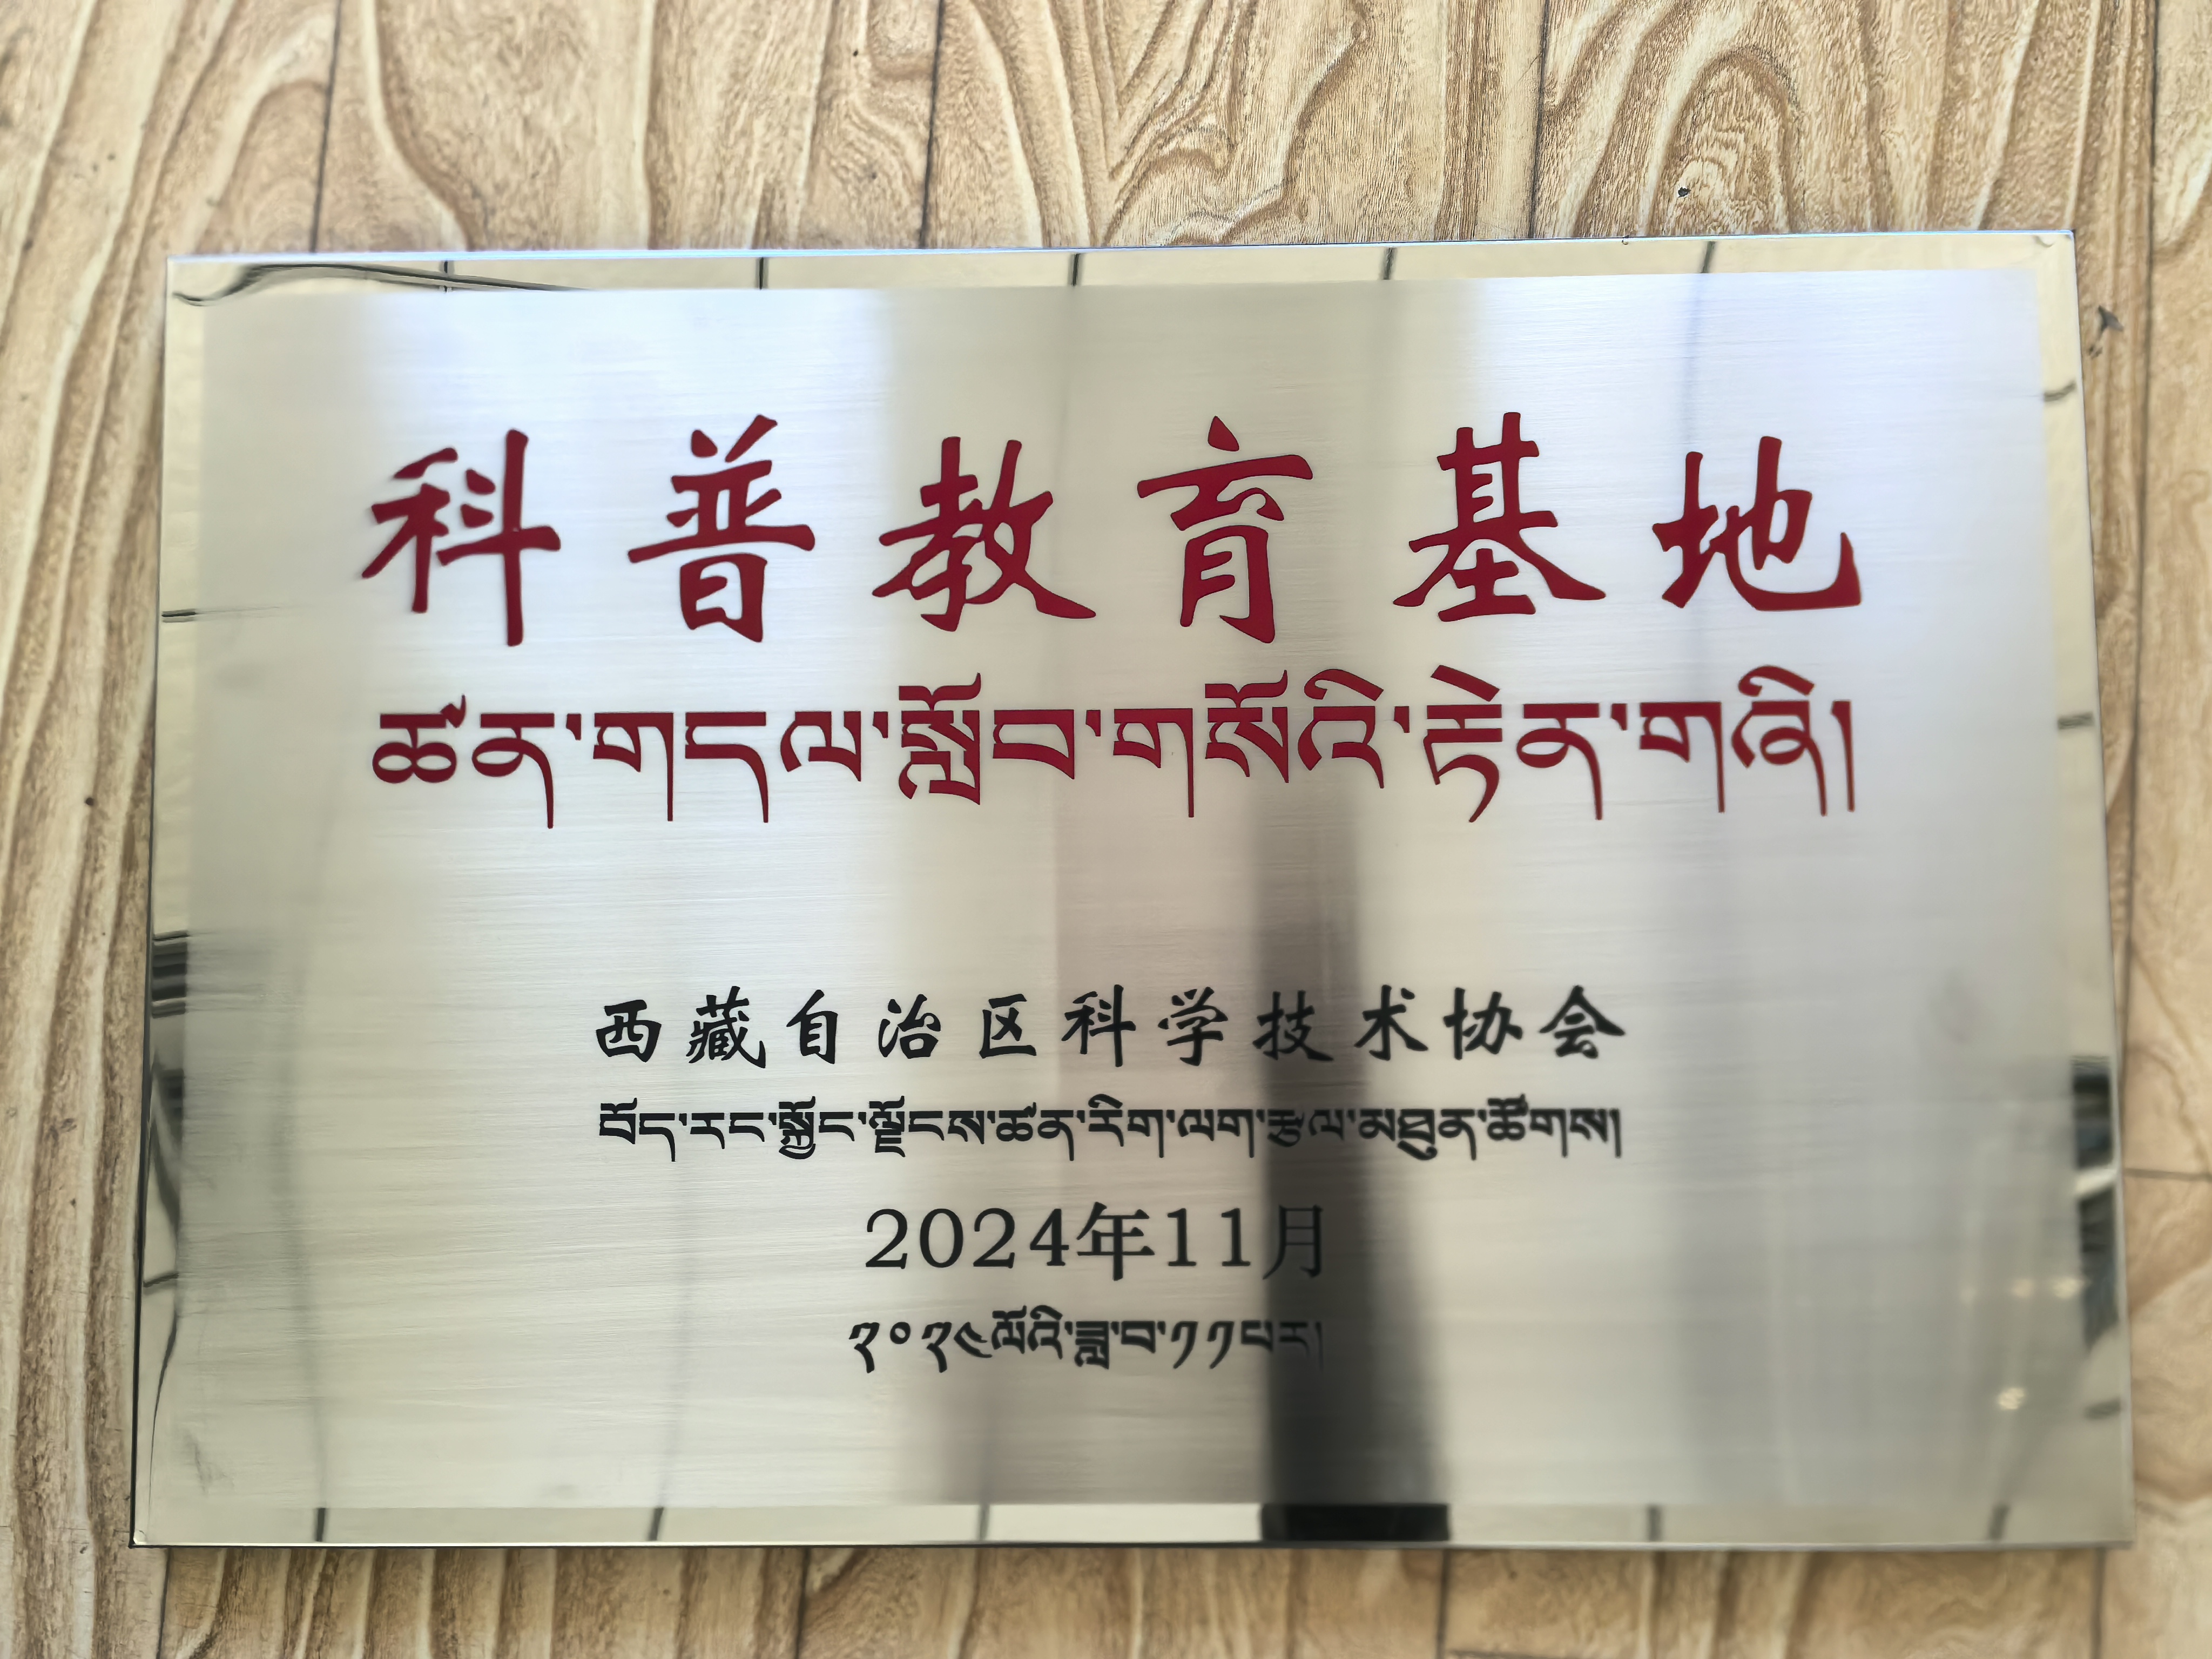 科普教育基地
ཚན་གདལ་སློབ་གསོའི་རྟེན་གཞི།
西藏自治区科学技术协会
བོད་རང་སྐྱོང་ལྗོངས་ཚན་རིག་ལག་རྩལ་མཐུན་ཚོགས།
2024年11月
༢༠༢༤ལོའི་ཟླ་བ་༡༡པར།